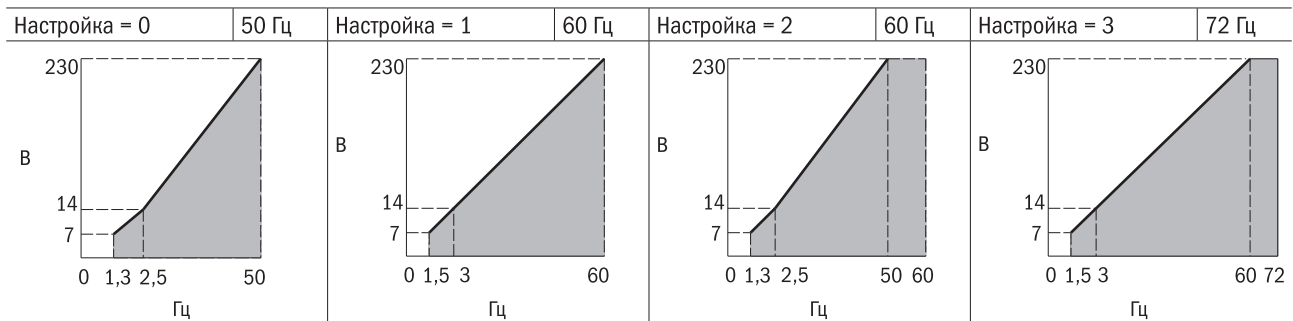 Настройка = 0 50 Гц
230
В
14
7
0 1,3 2,5 50
Гц
Настройка = 1 60 Гц
230
В
14
7
0 1,5 3 60
Гц
Настройка = 2 60 Гц
230
В
14
7
0 1,3 2,5 50 60
Гц
Настройка = 3 72 Гц
230
В
14
7
0 1,5 3 60 72
Гц